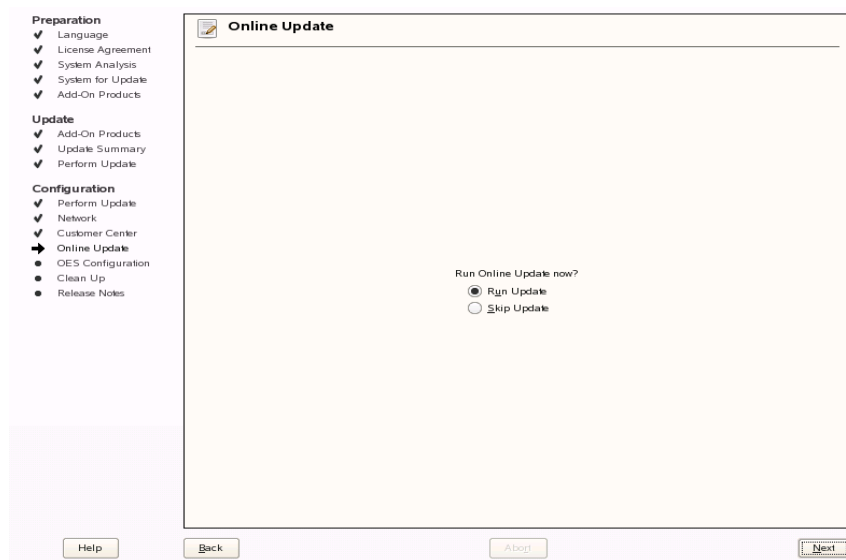 Preparation
Language
License Agreement
System Analysis
System for Update
Add-On Products
Update
Add-On Products
Update Summary
Perform Update
Configuration
Perform Update
Network
Customer Center
Online Update
OES Configuration
Clean Up
Release Notes
Online Update
Run Online Update now?
Run Update
Skip Update
Help
Back
Abort
Next